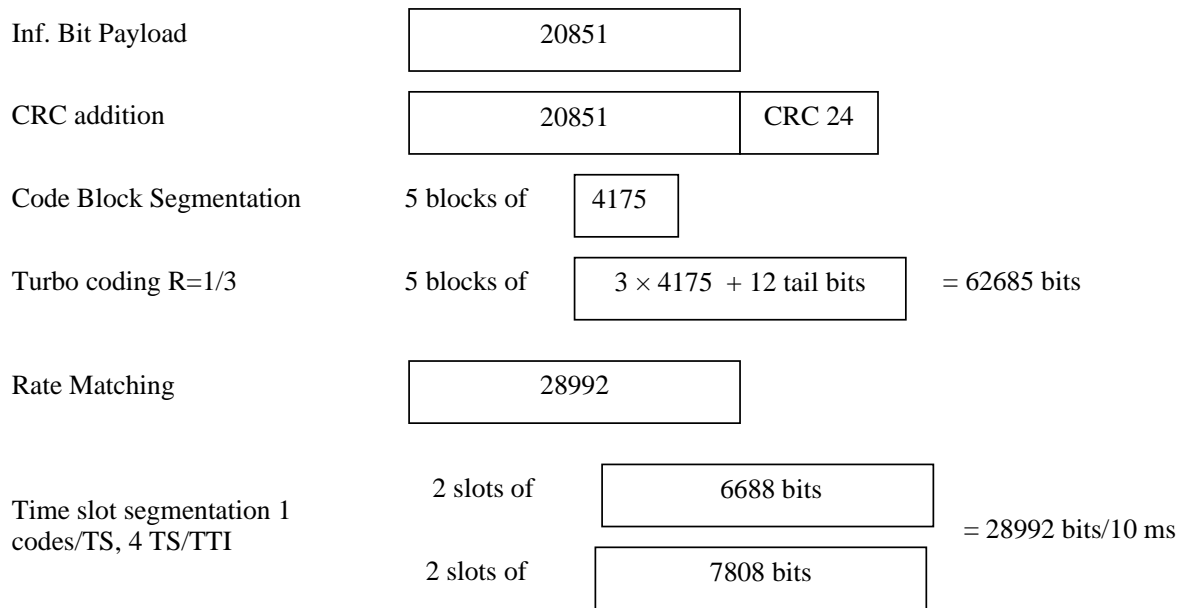 Inf. Bit Payload 20851
CRC addition 20851 CRC 24
Code Block Segmentation 5 blocks of 4175
Turbo coding R=1/3 5 blocks of 3 × 4175 + 12 tail bits = 62685 bits
Rate Matching 28992
2 slots of 6688 bits
Time slot segmentation 1
codes/TS, 4 TS/TTI
= 28992 bits/10 ms
2 slots of 7808 bits